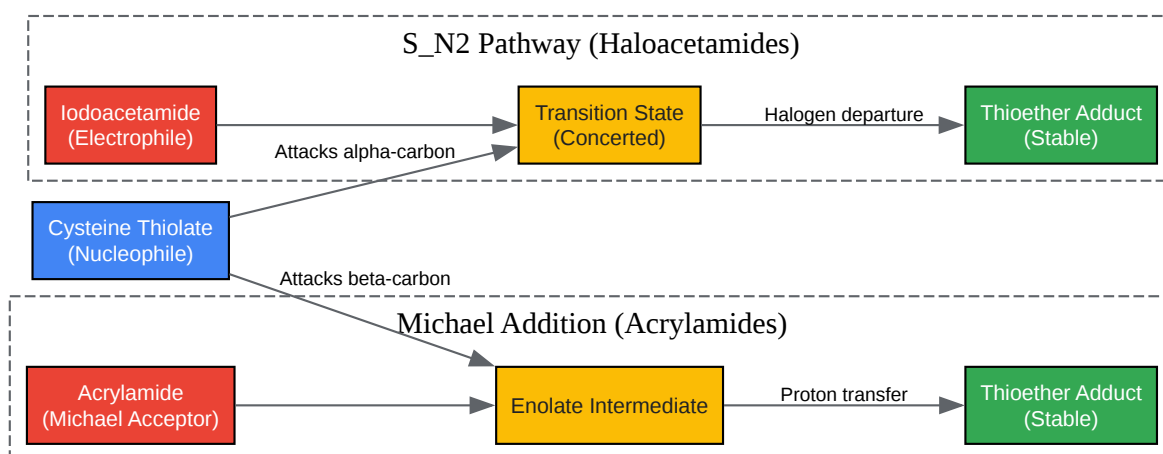 S_N2 Pathway (Haloacetamides)
Iodoacetamide
(Electrophile)
Transition State
(Concerted)
Halogen departure
Thioether Adduct
(Stable)
Attacks alpha-carbon
Cysteine Thiolate
(Nucleophile)
Attacks beta-carbon
Michael Addition (Acrylamides)
Acrylamide
(Michael Acceptor)
Enolate Intermediate
Proton transfer
Thioether Adduct
(Stable)